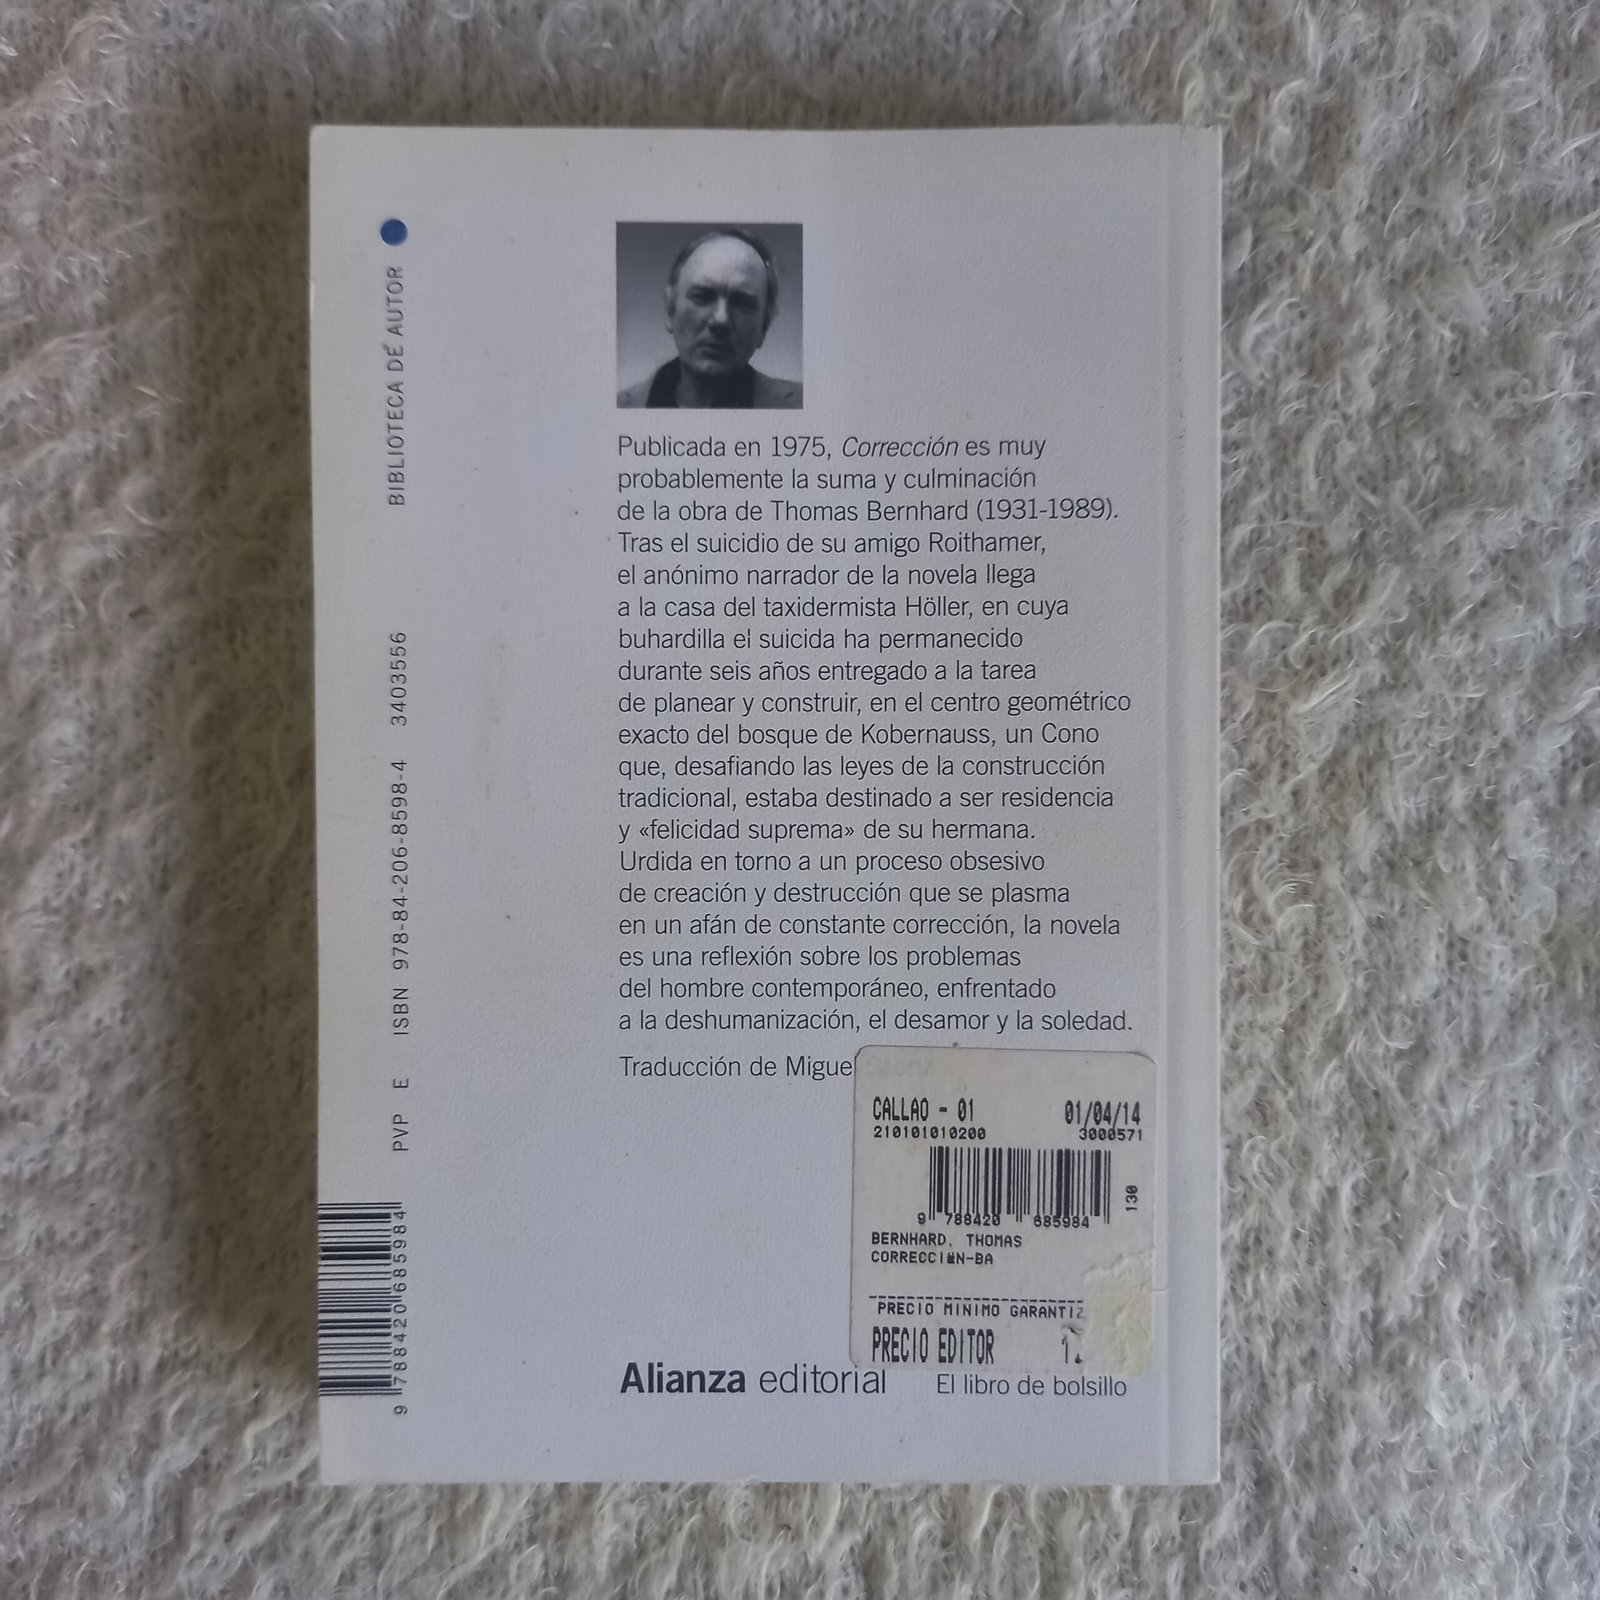 BIBLIOTECA DE AUTOR
Publicada en 1975, Corrección es muy
probablemente la suma y culminación
de la obra de Thomas Bernhard (1931-1989).
Tras el suicidio de su amigo Roithamer,
el anónimo narrador de la novela llega
a la casa del taxidermista Höller, en cuya
buhardilla el suicida ha permanecido
durante seis años entregado a la tarea
de planear y construir, en el centro geométrico
exacto del bosque de Kobernauss, un Cono
que, desafiando las leyes de la construcción
tradicional, estaba destinado a ser residencia
y «felicidad suprema» de su hermana.
Urdida en torno a un proceso obsesivo
de creación y destrucción que se plasma
en un afán de constante corrección, la novela
es una reflexión sobre los problemas
del hombre contemporáneo, enfrentado
a la deshumanización, el desamor y la soledad.
Traducción de Miguel Sáenz
PVP E ISBN 978-84-206-8598-4 3403556
9 788420 685984
CALLAO - 01 01/04/14
210101010200 3000571
9 788420 685984
130
BERNHARD, THOMAS
CORRECCI N-BA
PRECIO MINIMO GARANTIZ
PRECIO EDITOR
Alianza editorial El libro de bolsillo